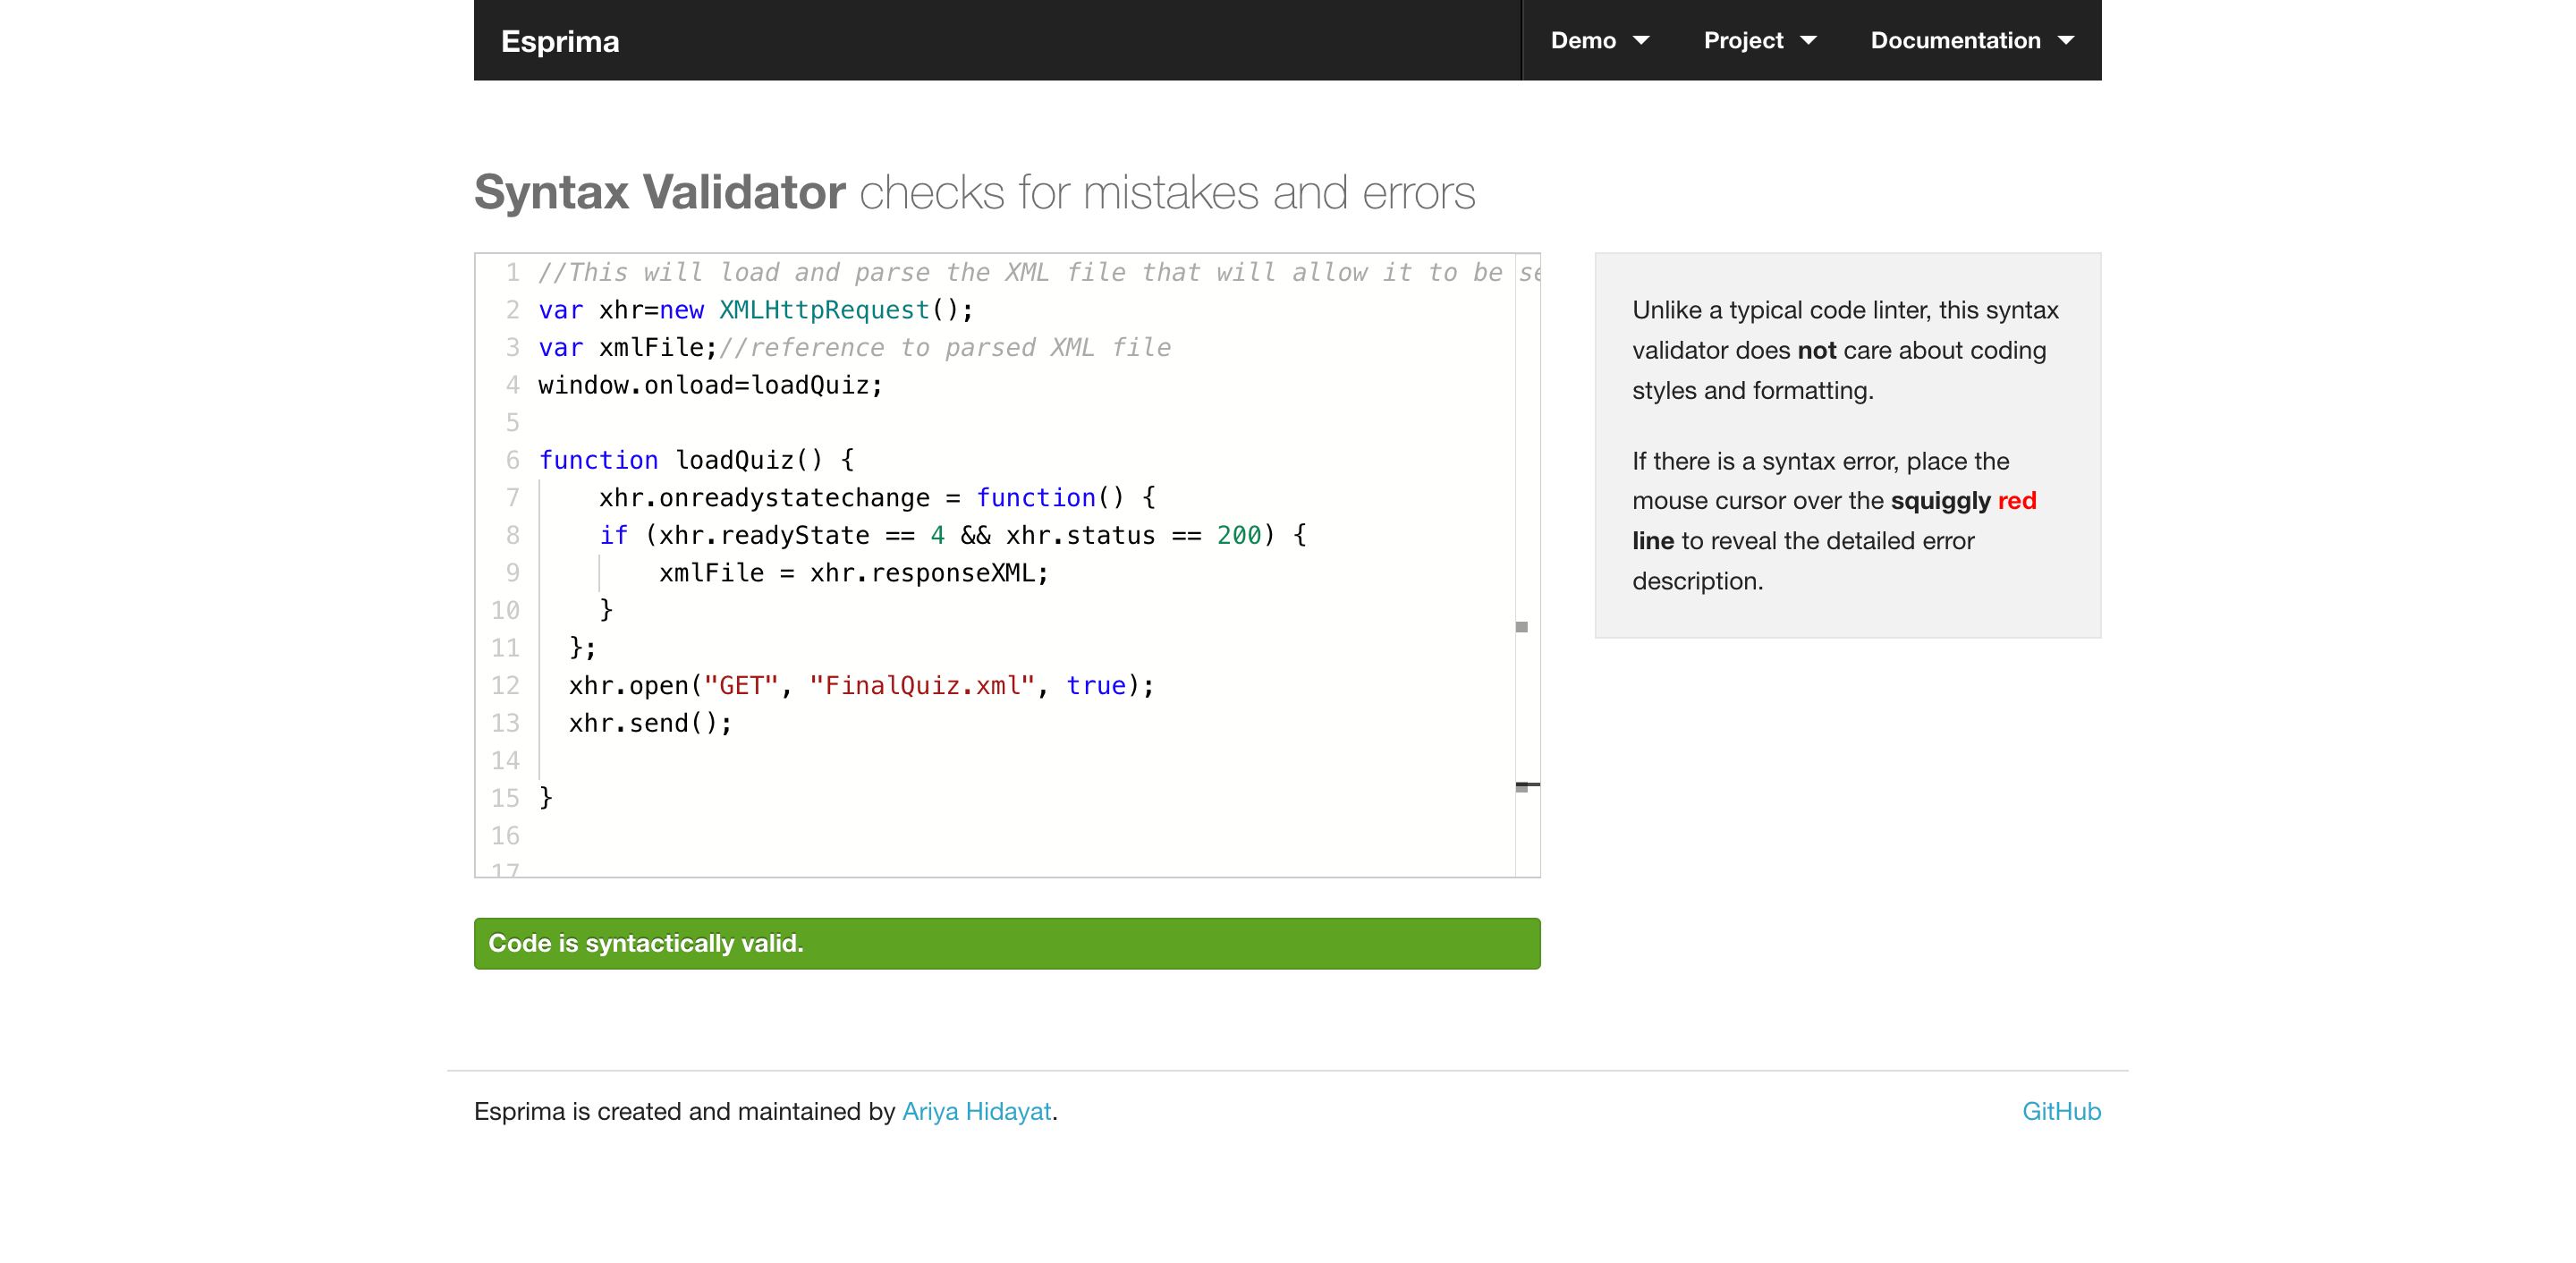 Esprima
Demo
Project
Documentation
Syntax Validator checks for mistakes and errors
1 //This will load and parse the XML file that will allow it to be se
2 var xhr=new XMLHttpRequest();
3 var xmlFile;//reference to parsed XML file
4 window.onload=loadQuiz;
5
6 function loadQuiz() {
7 xhr.onreadystatechange = function() {
8 if (xhr.readyState == 4 && xhr.status == 200) {
9 xmlFile = xhr.responseXML;
10 }
11 };
12 xhr.open("GET", "FinalQuiz.xml", true);
13 xhr.send();
14
15 }
16
17
Code is syntactically valid.
Unlike a typical code linter, this syntax
validator does not care about coding
styles and formatting.
If there is a syntax error, place the
mouse cursor over the squiggly red
line to reveal the detailed error
description.
Esprima is created and maintained by Ariya Hidayat.
GitHub